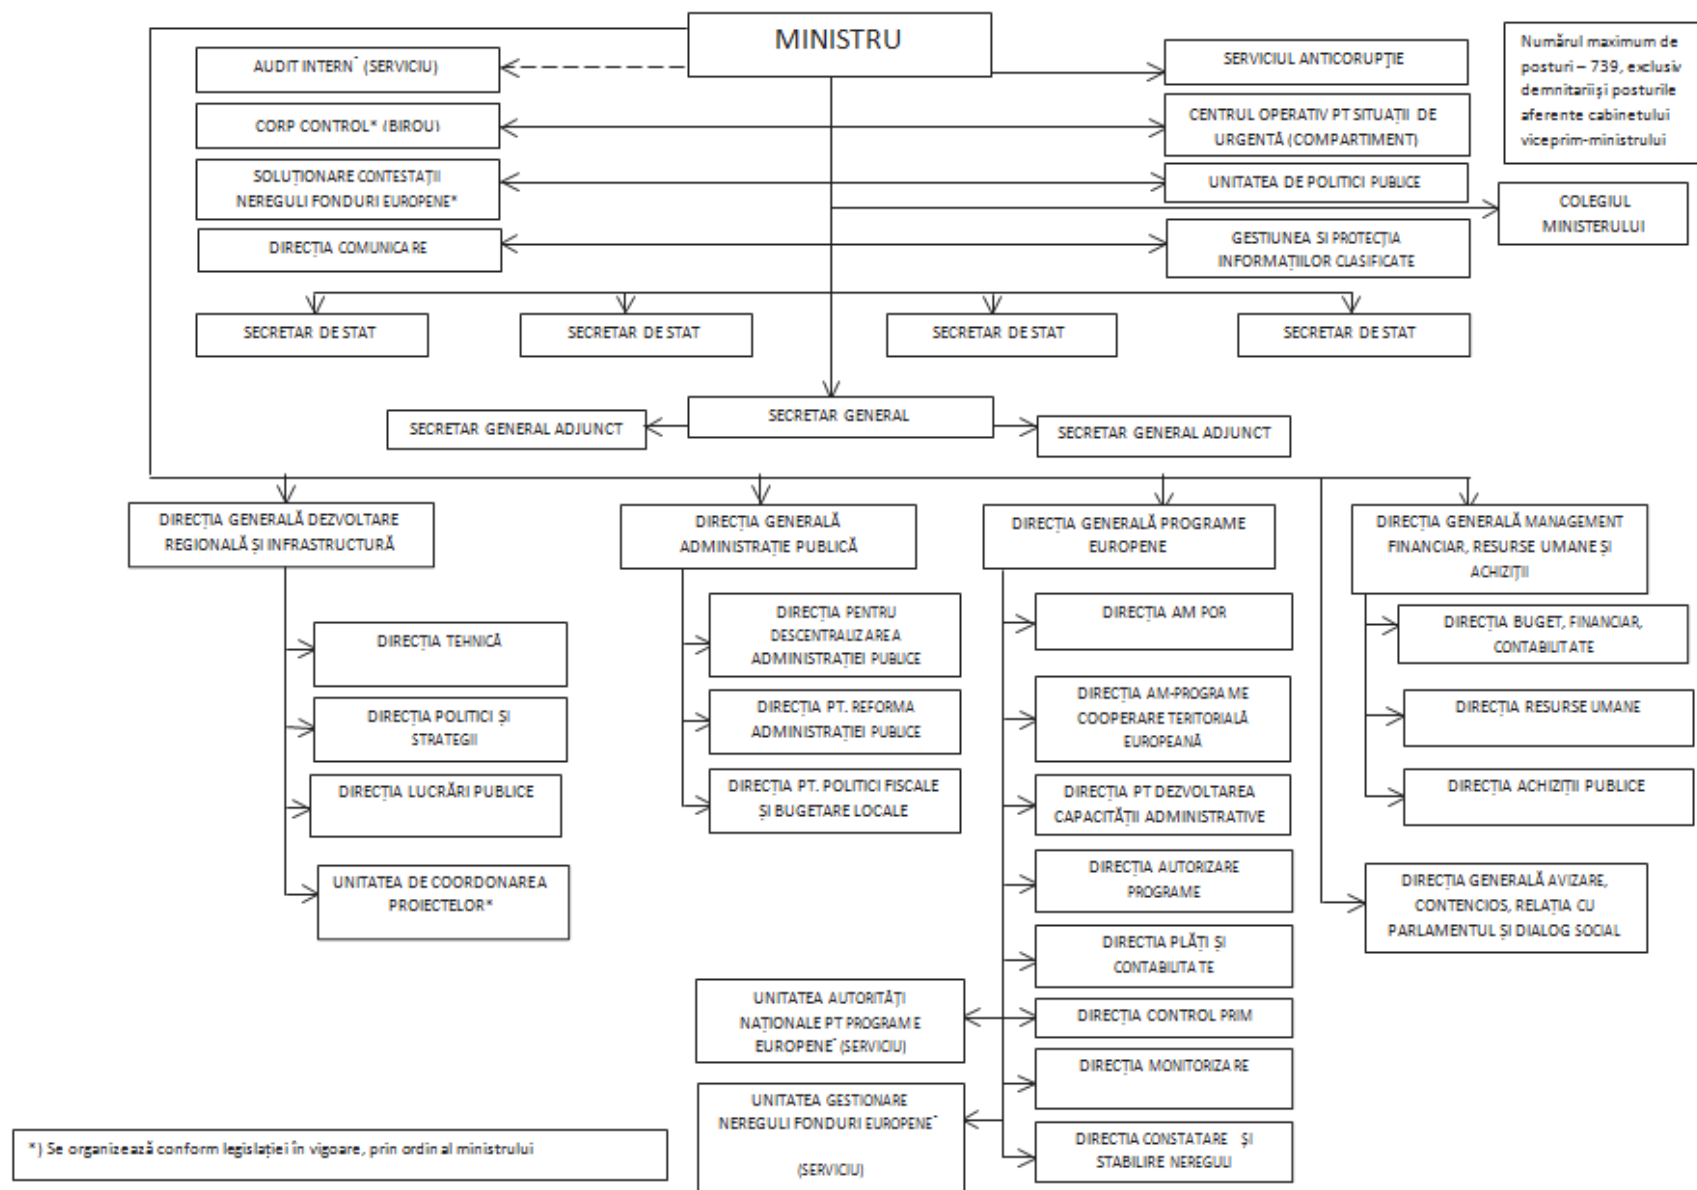 MINISTRU
AUDIT INTERN* (SERVICIU)
SERVICIUL ANTICORUPȚIE
Numărul maximum de
posturi – 739, exclusiv
demnitarii și posturile
aferente cabinetului
viceprim-ministrului
CORP CONTROL* (BIROU)
CENTRUL OPERATIV PT SITUAȚII DE
URGENTĂ (COMPARTIMENT)
SOLUȚIONARE CONTESTAȚII
NEREGULI FONDURI EUROPENE*
UNITATEA DE POLITICI PUBLICE
COLEGIUL
MINISTERULUI
DIRECȚIA COMUNICARE
GESTIUNEA SI PROTECȚIA
INFORMAȚIILOR CLASIFICATE
SECRETAR DE STAT
SECRETAR DE STAT
SECRETAR DE STAT
SECRETAR DE STAT
SECRETAR GENERAL
SECRETAR GENERAL ADJUNCT
SECRETAR GENERAL ADJUNCT
DIRECȚIA GENERALĂ DEZVOLTARE
REGIONALĂ ȘI INFRASTRUCTURĂ
DIRECȚIA TEHNICĂ
DIRECȚIA POLITICI ȘI
STRATEGII
DIRECȚIA LUCRĂRI PUBLICE
UNITATEA DE COORDONAREA
PROIECTELOR*
DIRECȚIA GENERALĂ
ADMINISTRAȚIE PUBLICĂ
DIRECȚIA PENTRU
DESCENTRALIZAREA
ADMINISTRAȚIEI PUBLICE
DIRECȚIA PT. REFORMA
ADMINISTRAȚIEI PUBLICE
DIRECȚIA PT. POLITICI FISCALE
ȘI BUGETARE LOCALE
DIRECȚIA GENERALĂ PROGRAME
EUROPENE
DIRECȚIA AM POR
DIRECȚIA AM-PROGRAME
COOPERARE TERITORIALĂ
EUROPEANĂ
DIRECȚIA PT DEZVOLTAREA
CAPACITĂȚII ADMINISTRATIVE
DIRECȚIA AUTORIZARE
PROGRAME
DIRECTIA PLĂȚI ȘI
CONTABILITATE
UNITATEA AUTORITĂȚI
NAȚIONALE PT PROGRAME
EUROPENE* (SERVICIU)
DIRECȚIA CONTROL PRIM
DIRECȚIA MONITORIZARE
UNITATEA GESTIONARE
NEREGULI FONDURI EUROPENE*
(SERVICIU)
DIRECTIA CONSTATARE ȘI
STABILIRE NEREGULI
DIRECȚIA GENERALĂ MANAGEMENT
FINANCIAR, RESURSE UMANE ȘI
ACHIZIȚII
DIRECȚIA BUGET, FINANCIAR,
CONTABILITATE
DIRECȚIA RESURSE UMANE
DIRECȚIA ACHIZIȚII PUBLICE
DIRECȚIA GENERALĂ AVIZARE,
CONTENCIOS, RELAȚIA CU
PARLAMENTUL ȘI DIALOG SOCIAL
*) Se organizează conform legislației în vigoare, prin ordin al ministrului